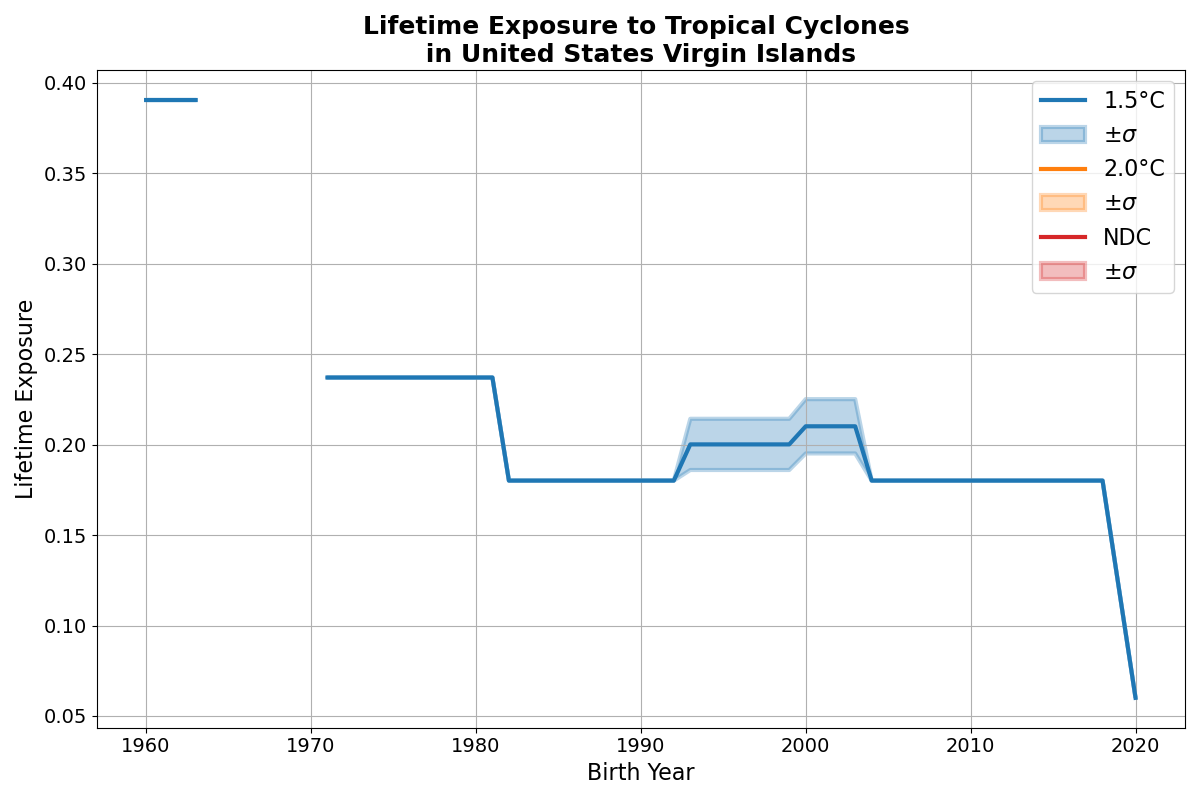 Lifetime Exposure to Tropical Cyclones
in United States Virgin Islands
0.40
0.35
0.30
0.25
0.20
0.15
0.10
0.05
Lifetime Exposure
1.5°C
±σ
2.0°C
±σ
NDC
±σ
1960 1970 1980 1990 2000 2010 2020
Birth Year